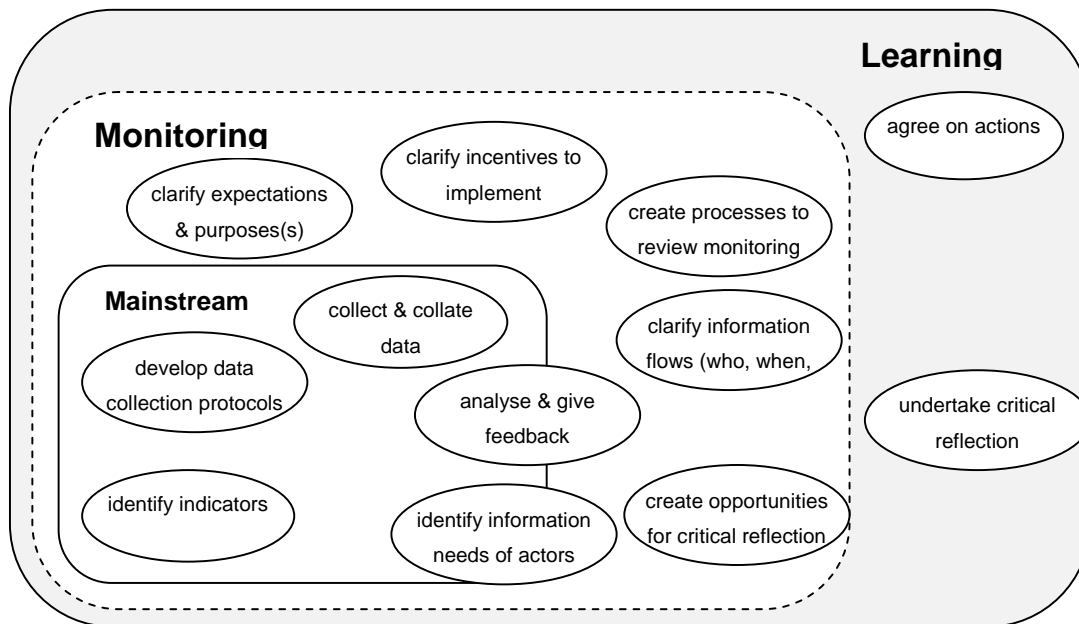 Learning
Monitoring
agree on actions
clarify incentives to
implement
clarify expectations
& purposes(s)
create processes to
review monitoring
Mainstream
collect & collate
data
clarify information
flows (who, when,
develop data
collection protocols
analyse & give
feedback
undertake critical
reflection
identify indicators
identify information
needs of actors
create opportunities
for critical reflection